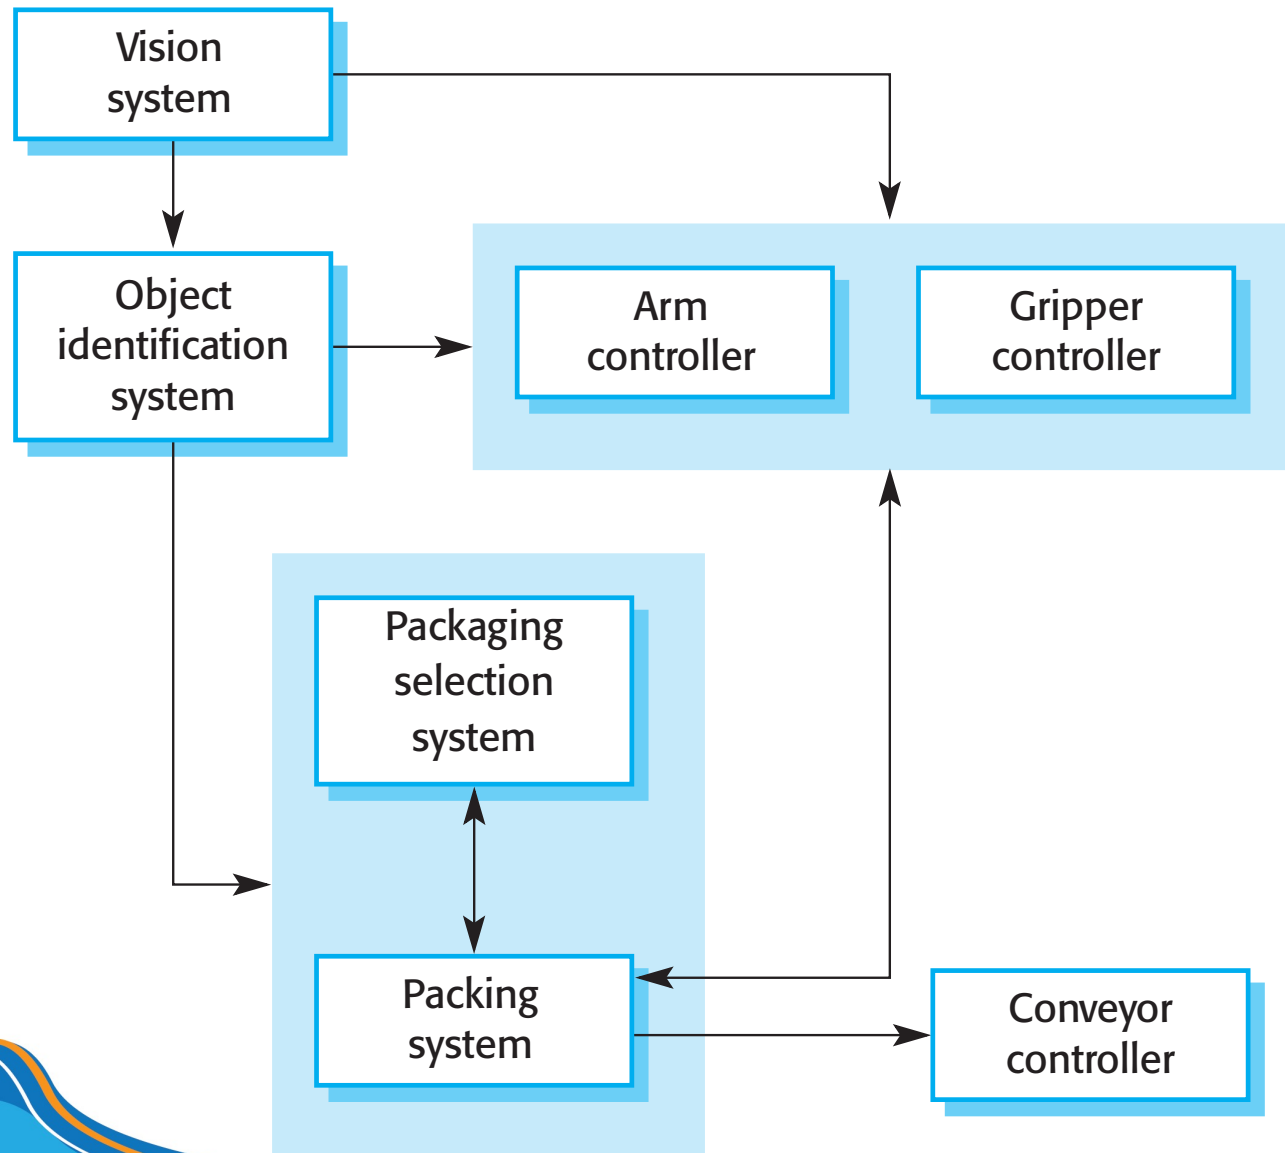 Vision
system
Object
identification
system
Arm
controller
Gripper
controller
Packaging
selection
system
Packing
system
Conveyor
controller